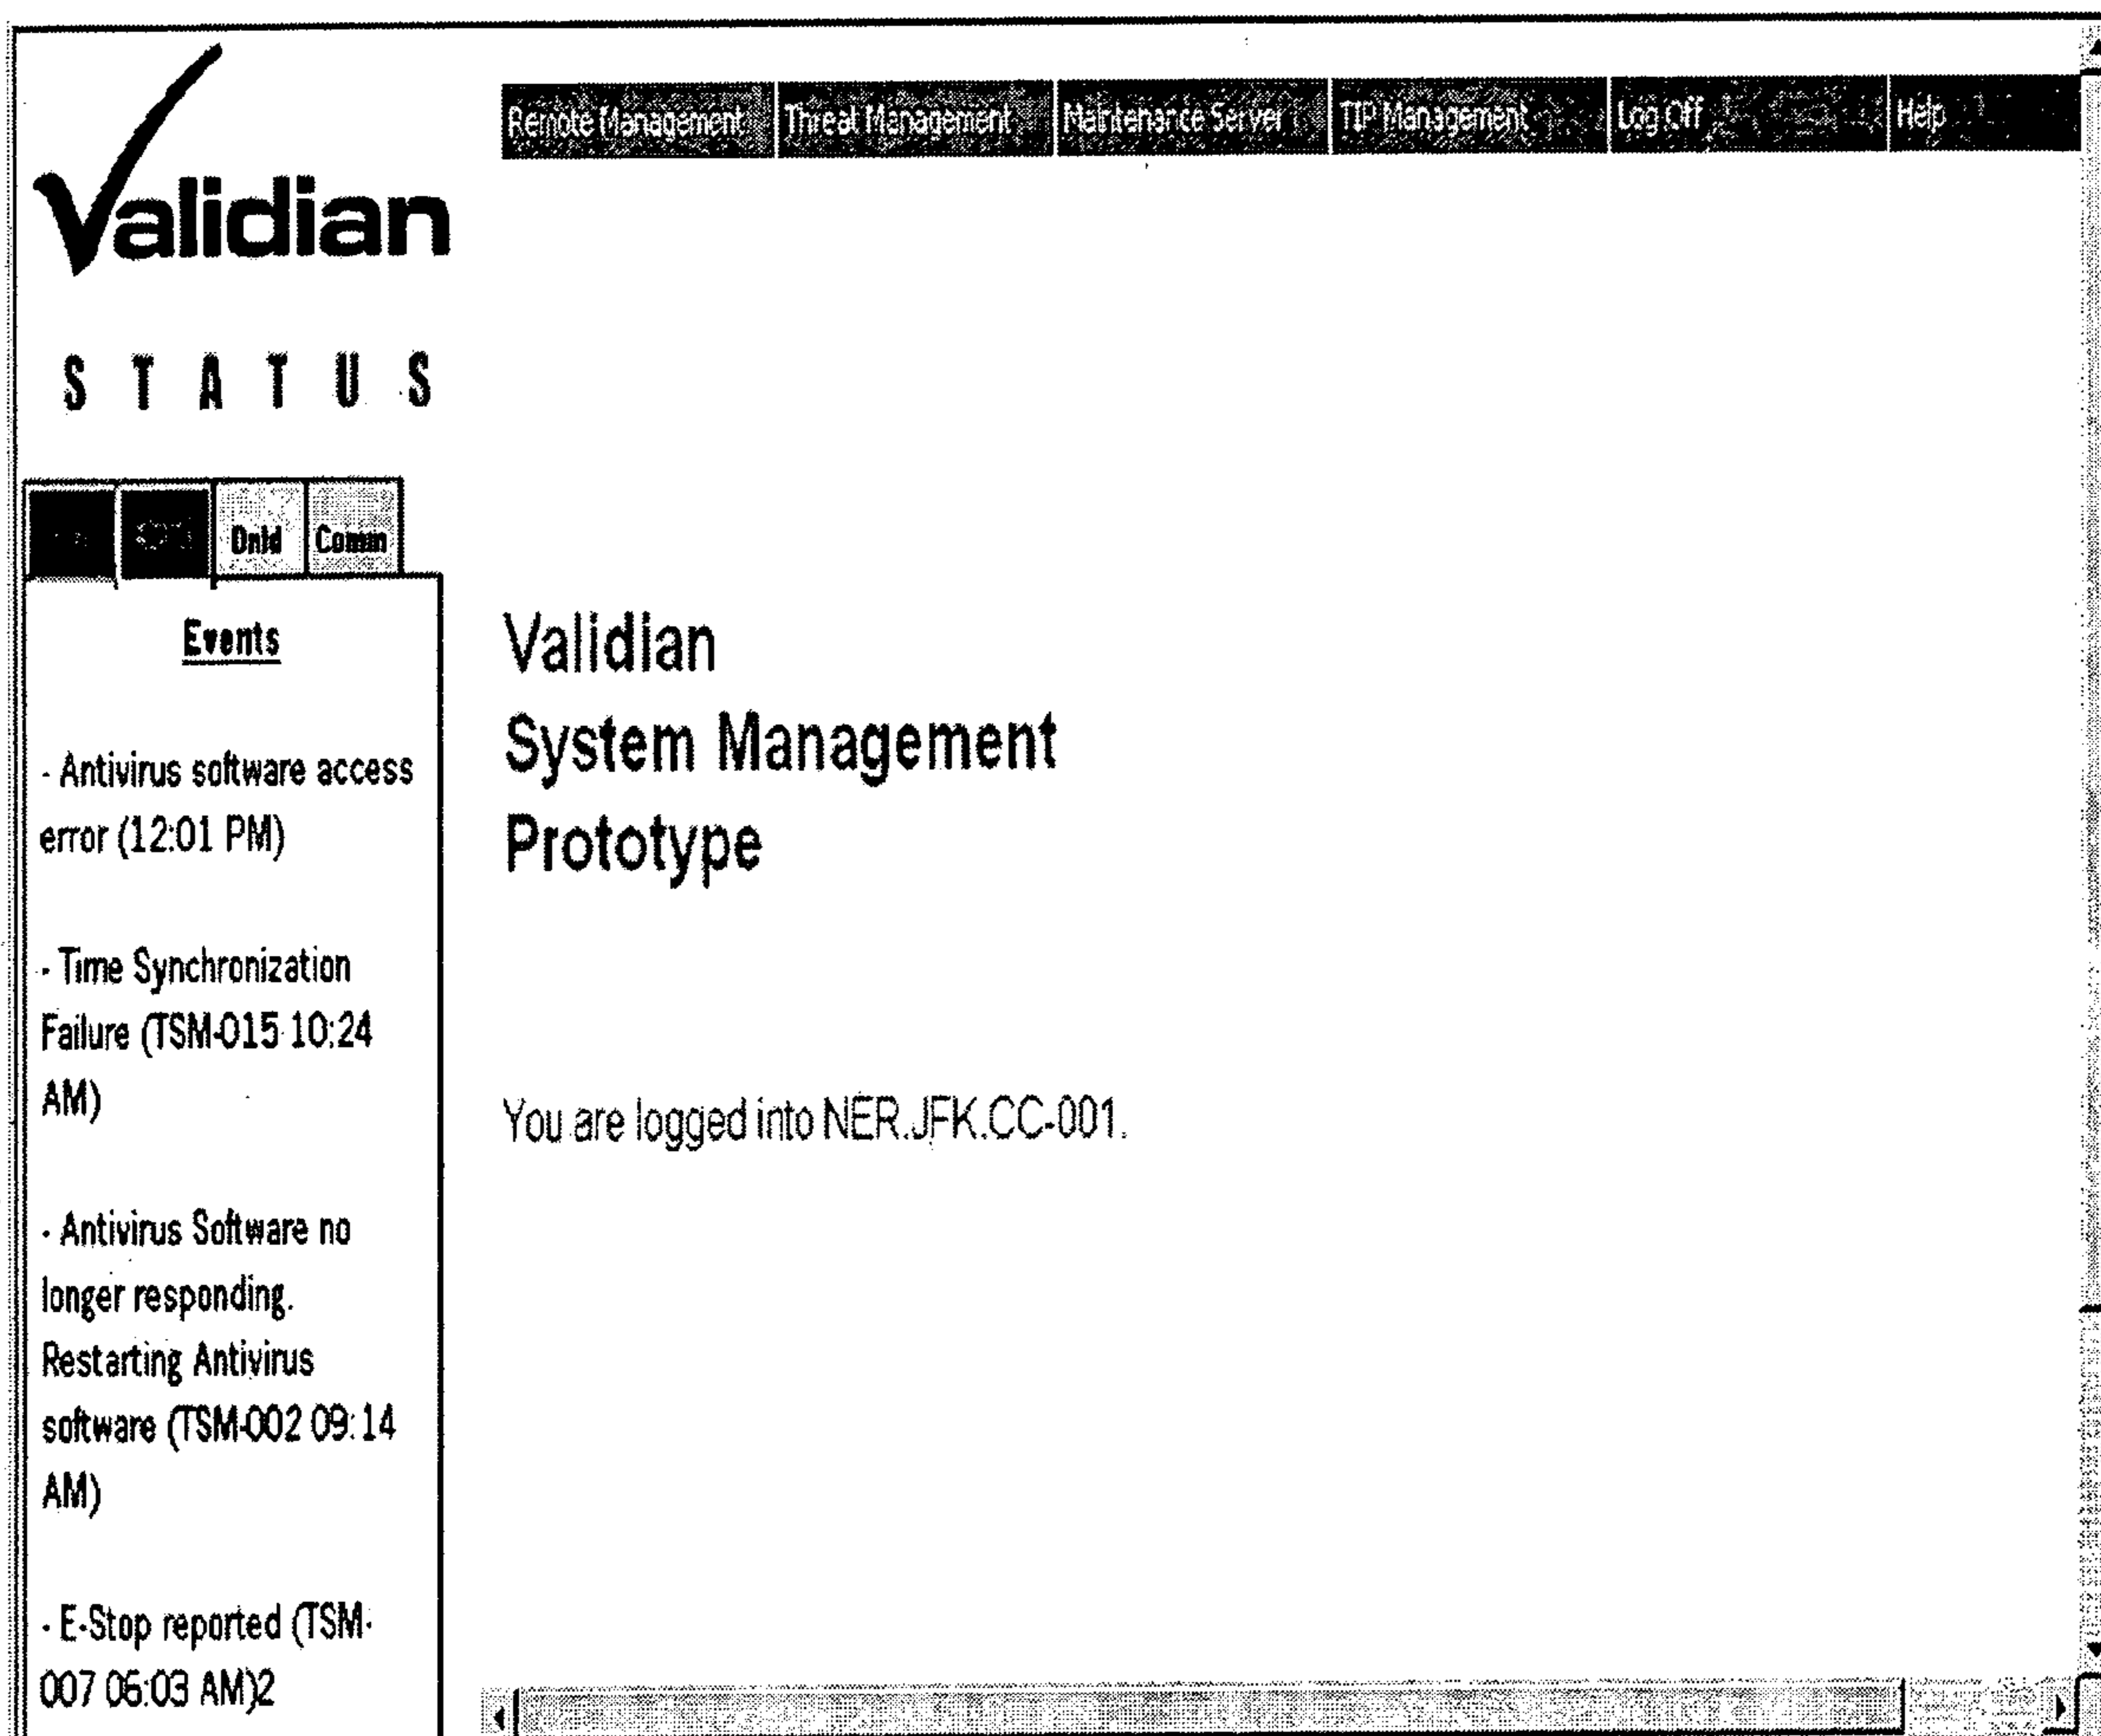 Validian
Remote Management Threat Management Maintenance Server TIP Management Log Off Help
STATUS
Dnld Comm
Events
- Antivirus software access
error (12:01 PM)
- Time Synchronization
Failure (TSM-015 10:24
AM)
- Antivirus Software no
longer responding.
Restarting Antivirus
software (TSM-002 09:14
AM)
- E-Stop reported (TSM-
007 06:03 AM)2
Validian
System Management
Prototype
You are logged into NER.JFK.CC-001.